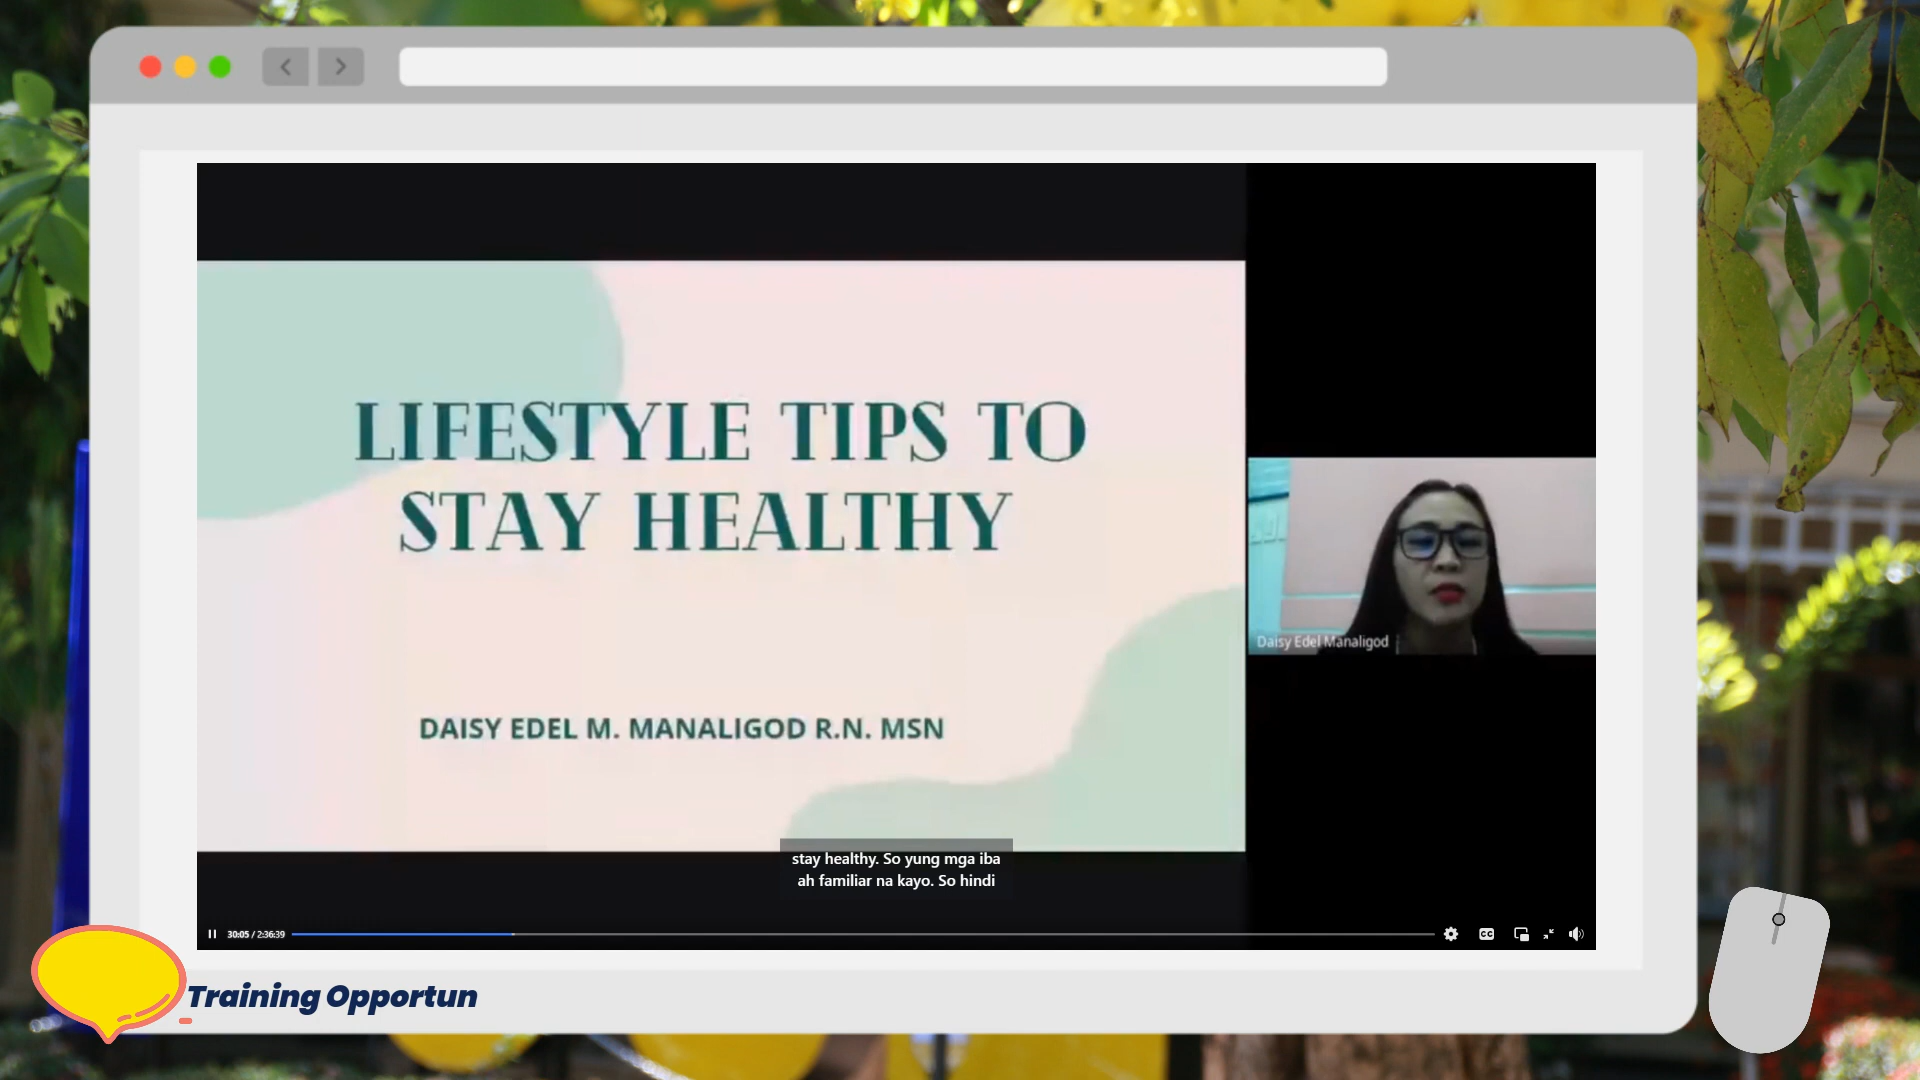 LIFESTYLE TIPS TO
STAY HEALTHY
DAISY EDEL M. MANALIGOD R.N. MSN
Daisy Edel Manaligod
stay healthy. So yung mga iba
ah familiar na kayo. So hindi
30:05 / 2:36:39
CC
Training Opportun